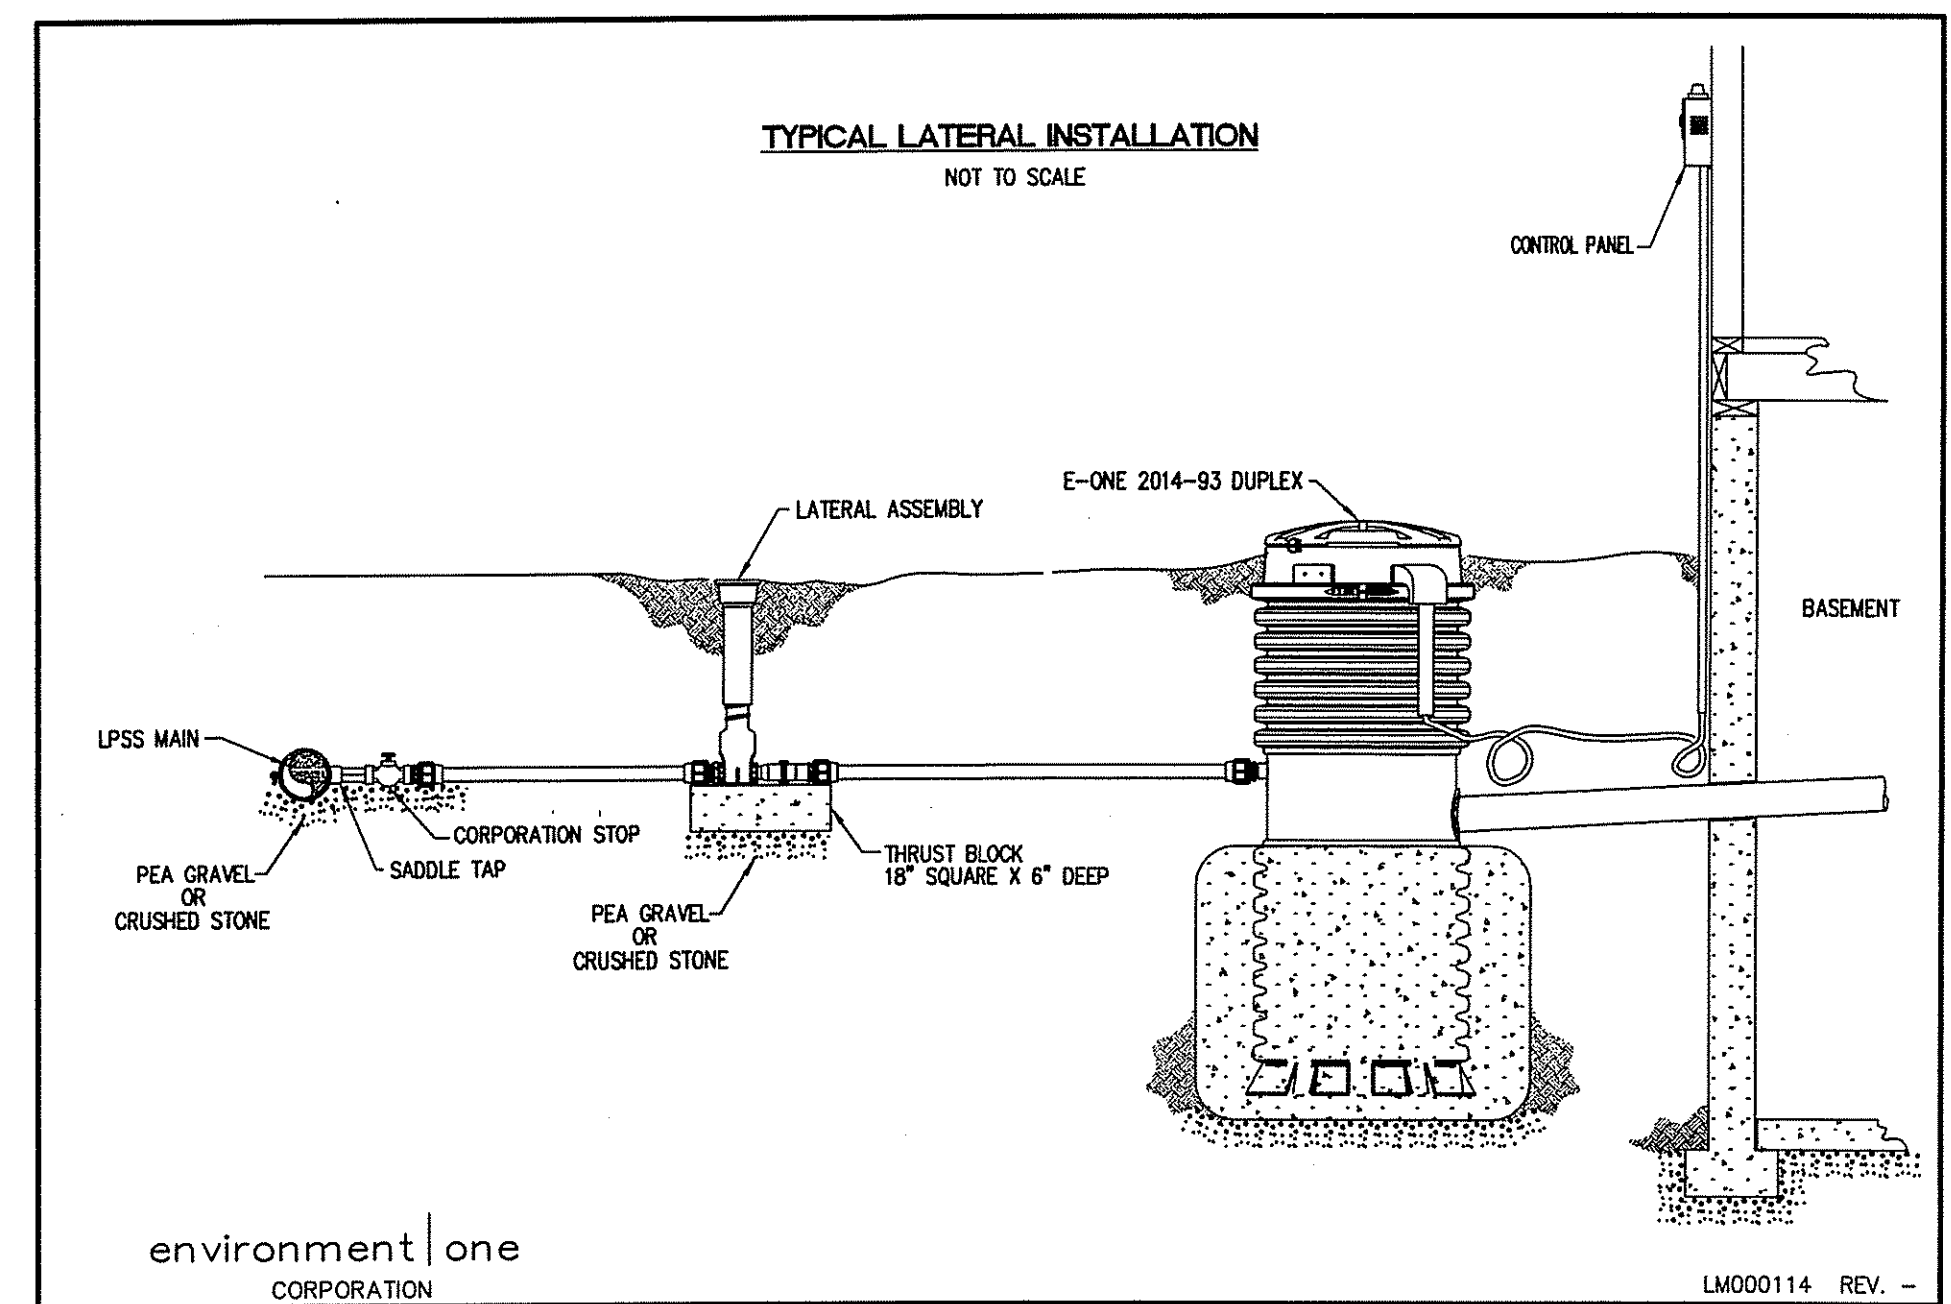 TYPICAL LATERAL INSTALLATION
NOT TO SCALE
CONTROL PANEL
E-ONE 2014-93 DUPLEX
LATERAL ASSEMBLY
BASEMENT
LPSS MAIN
CORPORATION STOP
SADDLE TAP
PEA GRAVEL
OR
CRUSHED STONE
THRUST BLOCK
18" SQUARE X 6" DEEP
PEA GRAVEL
OR
CRUSHED STONE
environment|one
CORPORATION
LM000114 REV. -